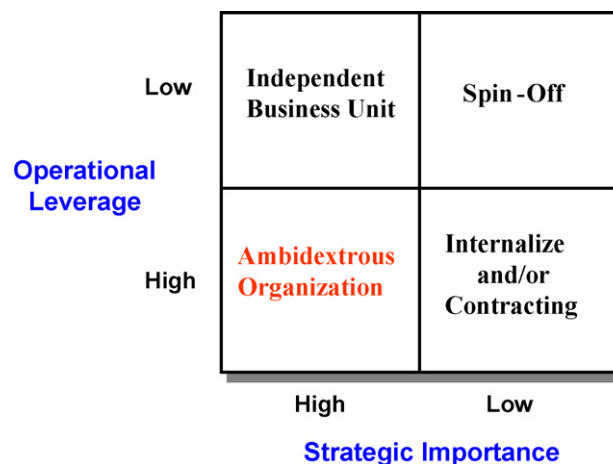 Low
Independent
Business Unit
Spin-Off
Operational
Leverage
High
Ambidextrous
Organization
Internalize
and/or
Contracting
High
Low
Strategic Importance